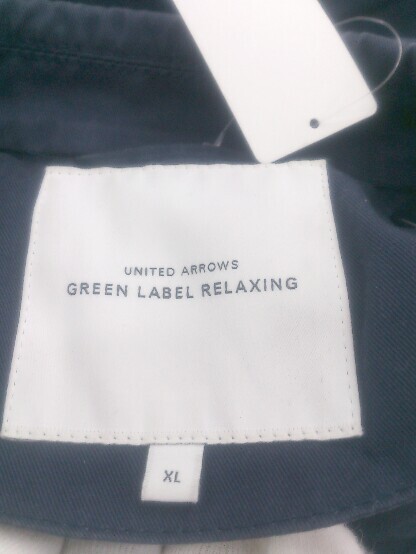 UNITED ARROWS
GREEN LABEL RELAXING
XL